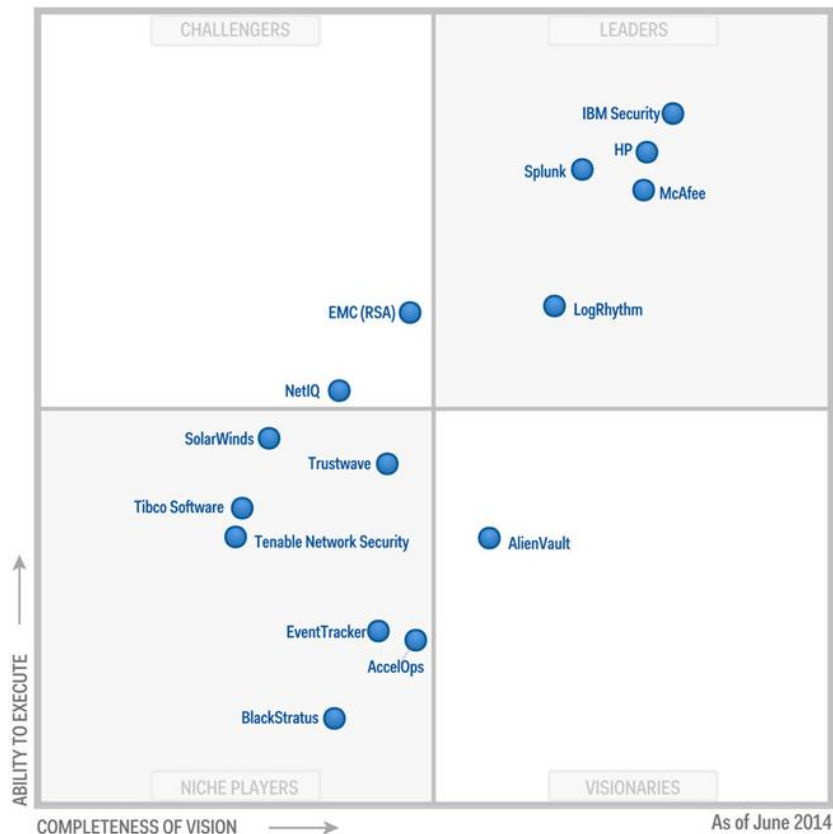 CHALLENGERS
LEADERS
IBM Security
HP
Splunk
McAfee
EMC (RSA)
LogRhythm
NetIQ
SolarWinds
Trustwave
Tibco Software
Tenable Network Security
AlienVault
EventTracker
AccelOps
BlackStratus
NICHE PLAYERS
VISIONARIES
ABILITY TO EXECUTE
COMPLETENESS OF VISION
As of June 2014